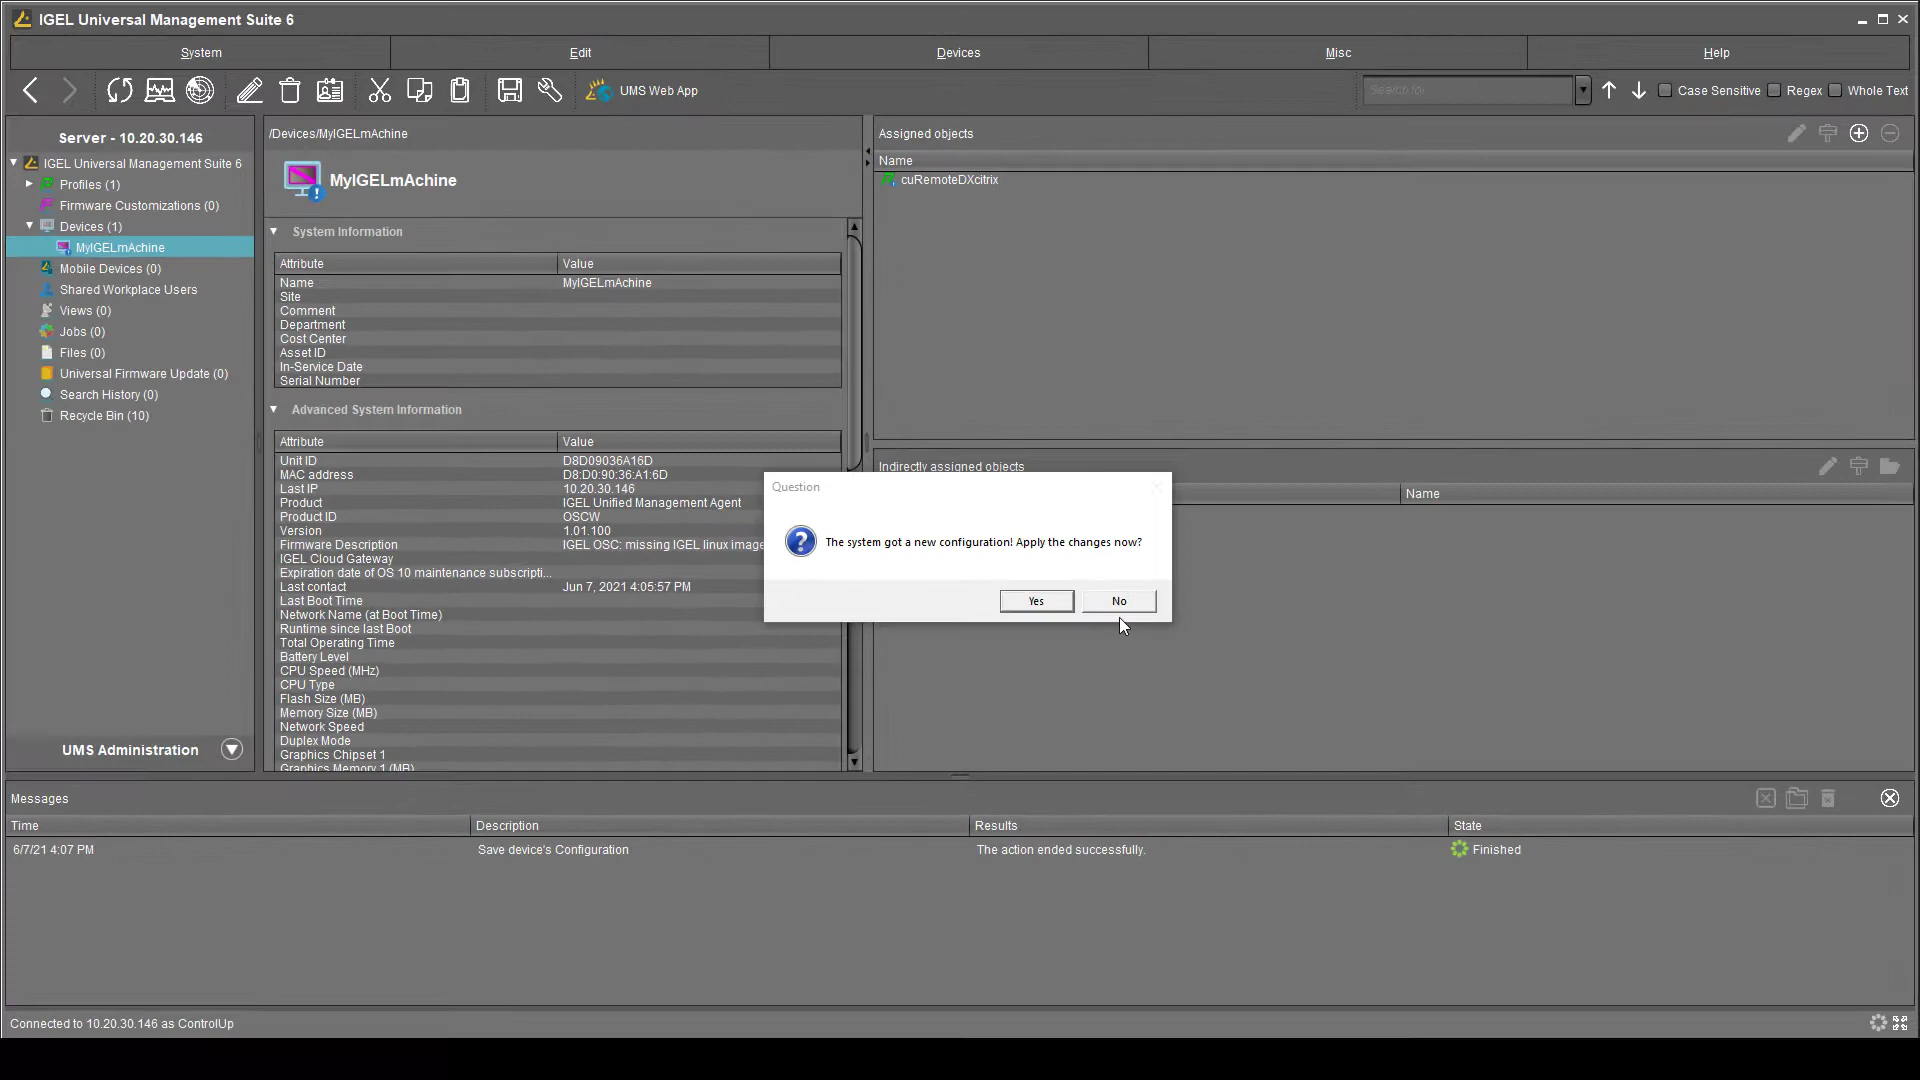 IGEL Universal Management Suite 6
System Edit Devices Misc Help
UMS Web App Search for Case Sensitive Regex Whole Text
Server - 10.20.30.146
IGEL Universal Management Suite 6
Profiles (1)
Firmware Customizations (0)
Devices (1)
MyIGELmAchine
Mobile Devices (0)
Shared Workplace Users
Views (0)
Jobs (0)
Files (0)
Universal Firmware Update (0)
Search History (0)
Recycle Bin (10)
UMS Administration
/Devices/MyIGELmAchine
MyIGELmAchine
System Information
Attribute Value
Name MyIGELmAchine
Site
Comment
Department
Cost Center
Asset ID
In-Service Date
Serial Number
Advanced System Information
Attribute Value
Unit ID D8D09036A16D
MAC address D8:D0:90:36:A1:6D
Last IP 10.20.30.146
Product IGEL Unified Management Agent
Product ID OSCW
Version 1.01.100
Firmware Description IGEL OSC: missing IGEL linux image
IGEL Cloud Gateway
Expiration date of OS 10 maintenance subscripti...
Last contact Jun 7, 2021 4:05:57 PM
Last Boot Time
Network Name (at Boot Time)
Runtime since last Boot
Total Operating Time
Battery Level
CPU Speed (MHz)
CPU Type
Flash Size (MB)
Memory Size (MB)
Network Speed
Duplex Mode
Graphics Chipset 1
Graphics Memory 1 (MB)
Assigned objects
Name
cuRemoteDXcitrix
Indirectly assigned objects
Name
Question
The system got a new configuration! Apply the changes now?
Yes No
Messages
Time Description Results State
6/7/21 4:07 PM Save device's Configuration The action ended successfully. Finished
Connected to 10.20.30.146 as ControlUp